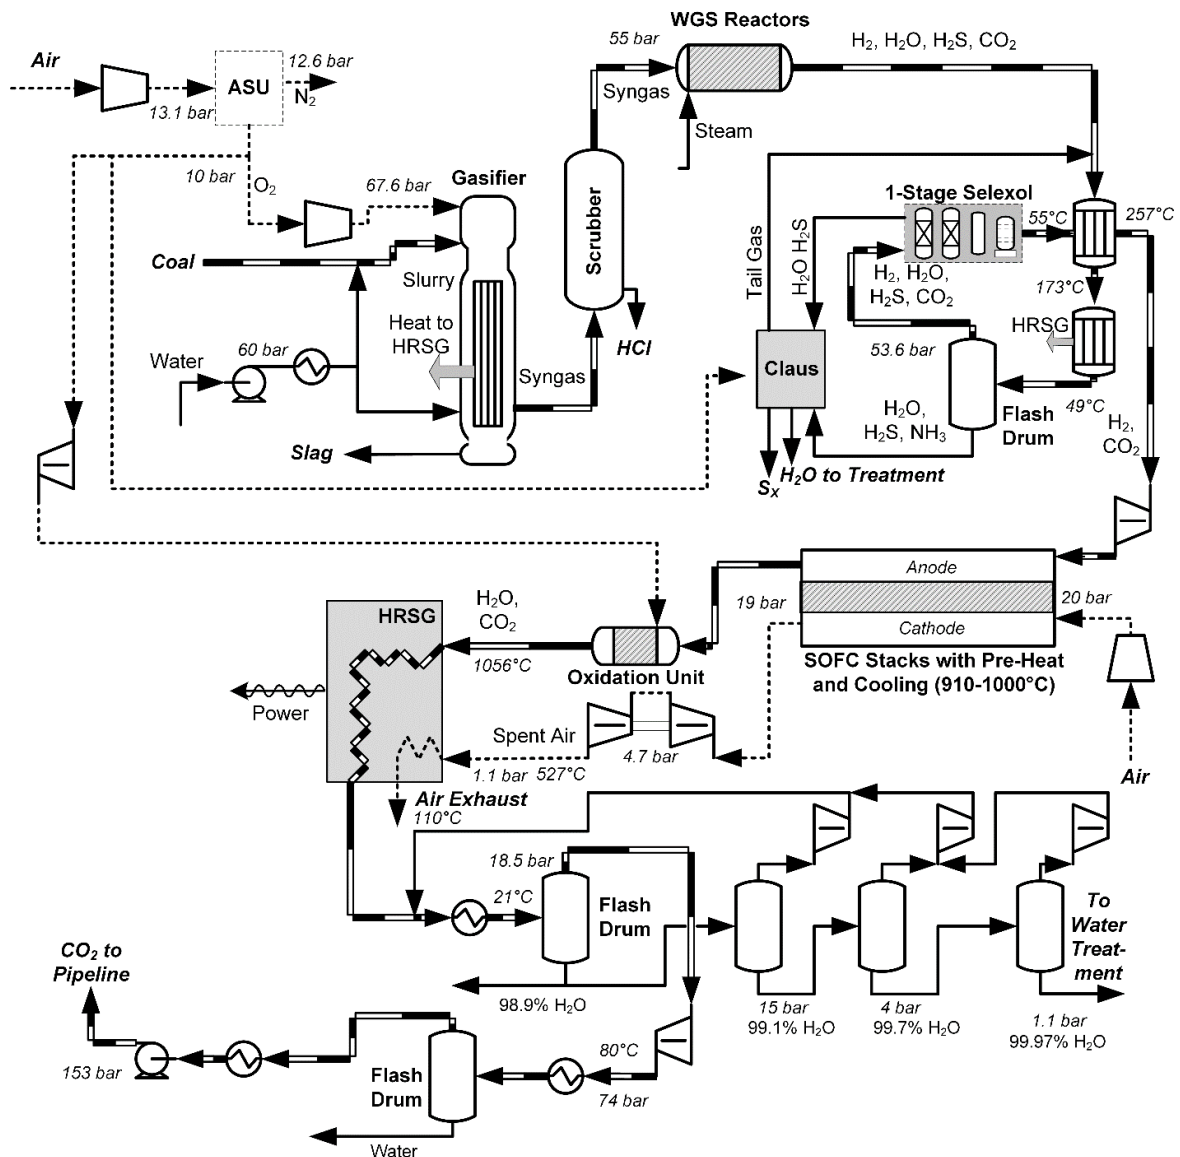 WGS Reactors
55 bar
H2, H2O, H2S, CO2
Air
12.6 bar
ASU
N2
13.1 bar
Syngas
Steam
10 bar
O2
67.6 bar
Gasifier
1-Stage Selexol
55°C
257°C
Coal
Slurry
Scrubber
Tail Gas
H2O H2S
H2, H2O,
H2S, CO2
173°C
Heat to
HRSG
HRSG
Water
60 bar
Syngas
HCl
Claus
53.6 bar
49°C
H2O,
H2S, NH3
Flash
Drum
H2,
CO2
Slag
SX
H2O to Treatment
Anode
19 bar
20 bar
Cathode
HRSG
H2O,
CO2
1056°C
Oxidation Unit
SOFC Stacks with Pre-Heat
and Cooling (910-1000°C)
Power
Spent Air
4.7 bar
1.1 bar
527°C
Air
Air Exhaust
110°C
18.5 bar
21°C
Flash
Drum
To
Water
Treat-
ment
CO2 to
Pipeline
98.9% H2O
15 bar
99.1% H2O
4 bar
99.7% H2O
1.1 bar
99.97% H2O
80°C
153 bar
Flash
Drum
74 bar
Water